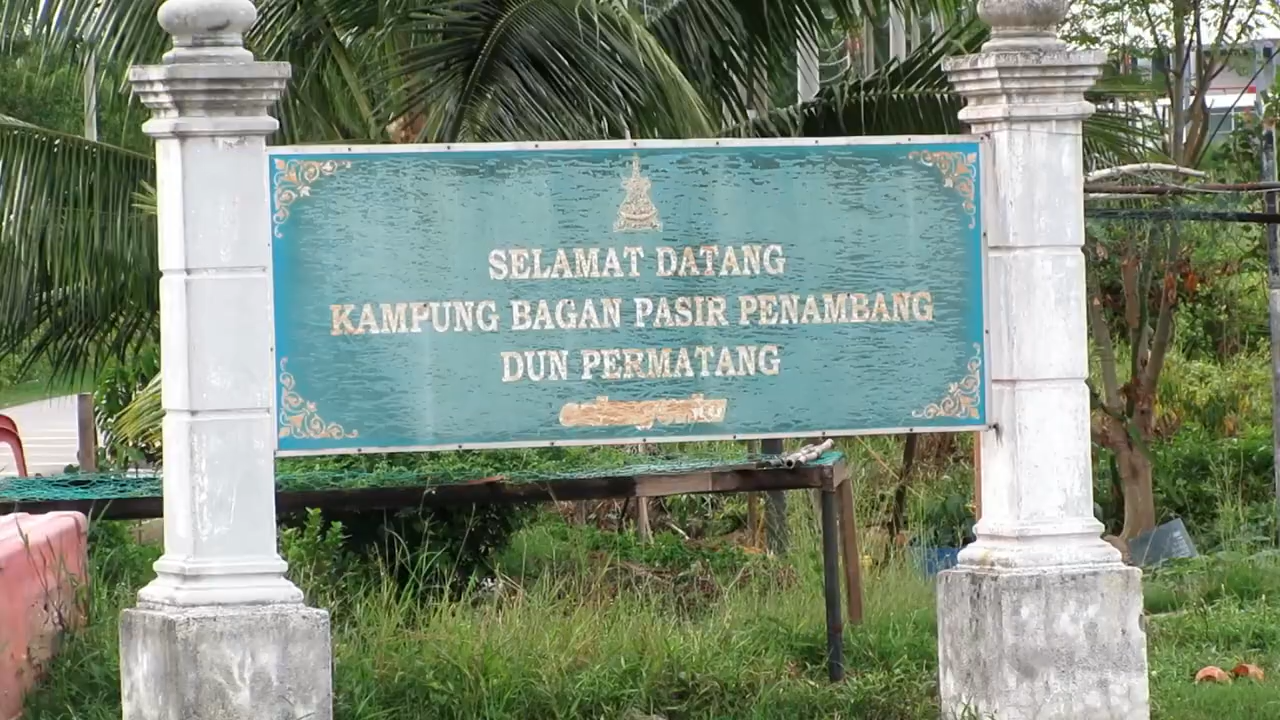 SELAMAT DATANG
KAMPUNG BAGAN PASIR PENAMBANG
DUN PERMATANG